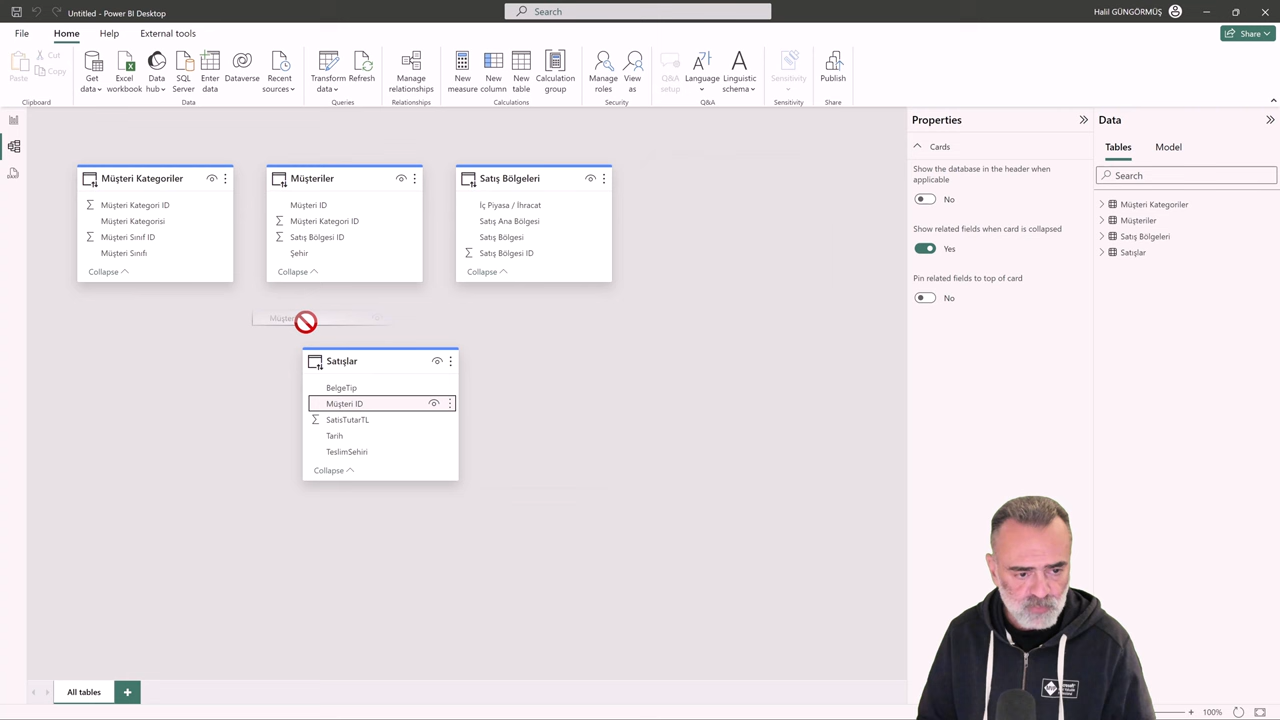 Untitled - Power BI Desktop
Search
Halil GÜNGÖRMÜŞ
File
Home
Help
External tools
Share
Paste
Cut
Copy
Clipboard
Get data
Excel workbook
Data hub
SQL Server
Enter data
Dataverse
Recent sources
Data
Transform data
Refresh
Queries
Manage relationships
Relationships
New measure
New column
New table
Calculation group
Calculations
Manage roles
View as
Security
Q&A setup
Language
Linguistic schema
Q&A
Sensitivity
Sensitivity
Publish
Share
Müşteri Kategoriler
Müşteri Kategori ID
Müşteri Kategorisi
Müşteri Sınıf ID
Müşteri Sınıfı
Collapse
Müşteriler
Müşteri ID
Müşteri Kategori ID
Satış Bölgesi ID
Şehir
Collapse
Satış Bölgeleri
İç Piyasa / İhracat
Satış Ana Bölgesi
Satış Bölgesi
Satış Bölgesi ID
Collapse
Satışlar
BelgeTip
Müşteri ID
SatisTutarTL
Tarih
TeslimSehiri
Collapse
Properties
Cards
Show the database in the header when
applicable
No
Show related fields when card is collapsed
Yes
Pin related fields to top of card
No
Data
Tables
Model
Search
Müşteri Kategoriler
Müşteriler
Satış Bölgeleri
Satışlar
All tables
100%